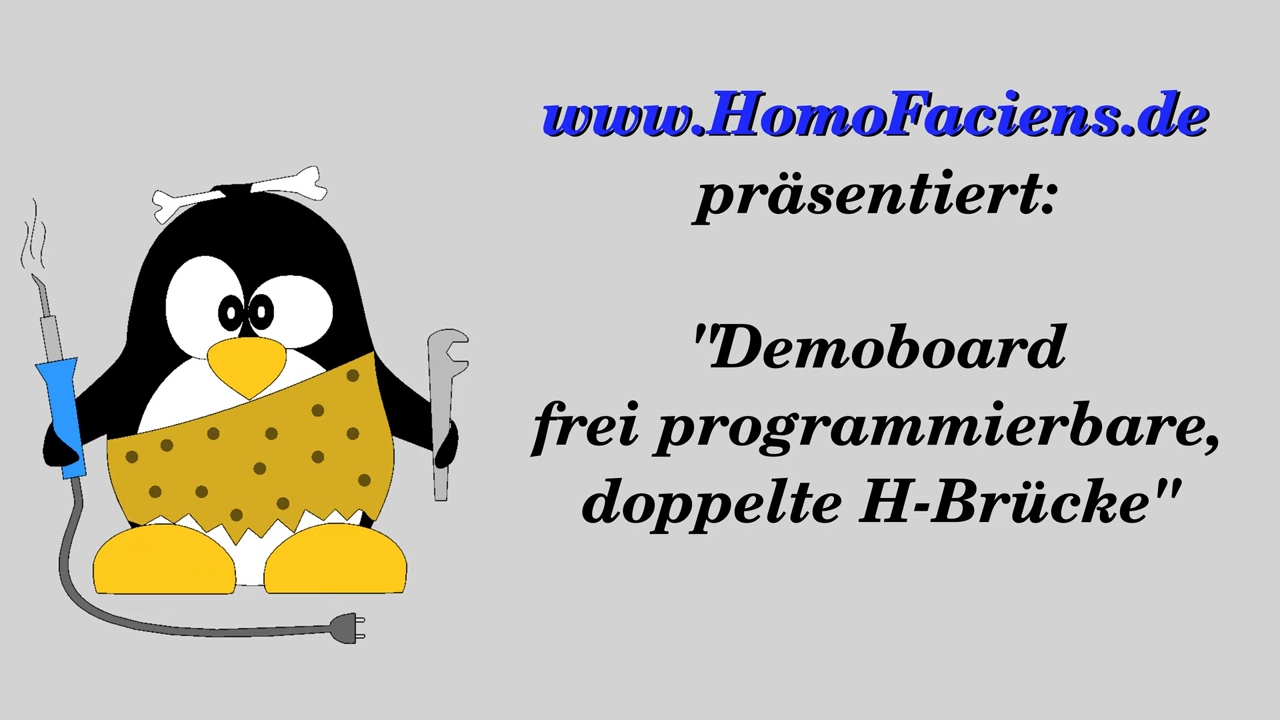 www.HomoFaciens.de
präsentiert:
"Demoboard
frei programmierbare,
doppelte H-Brücke"